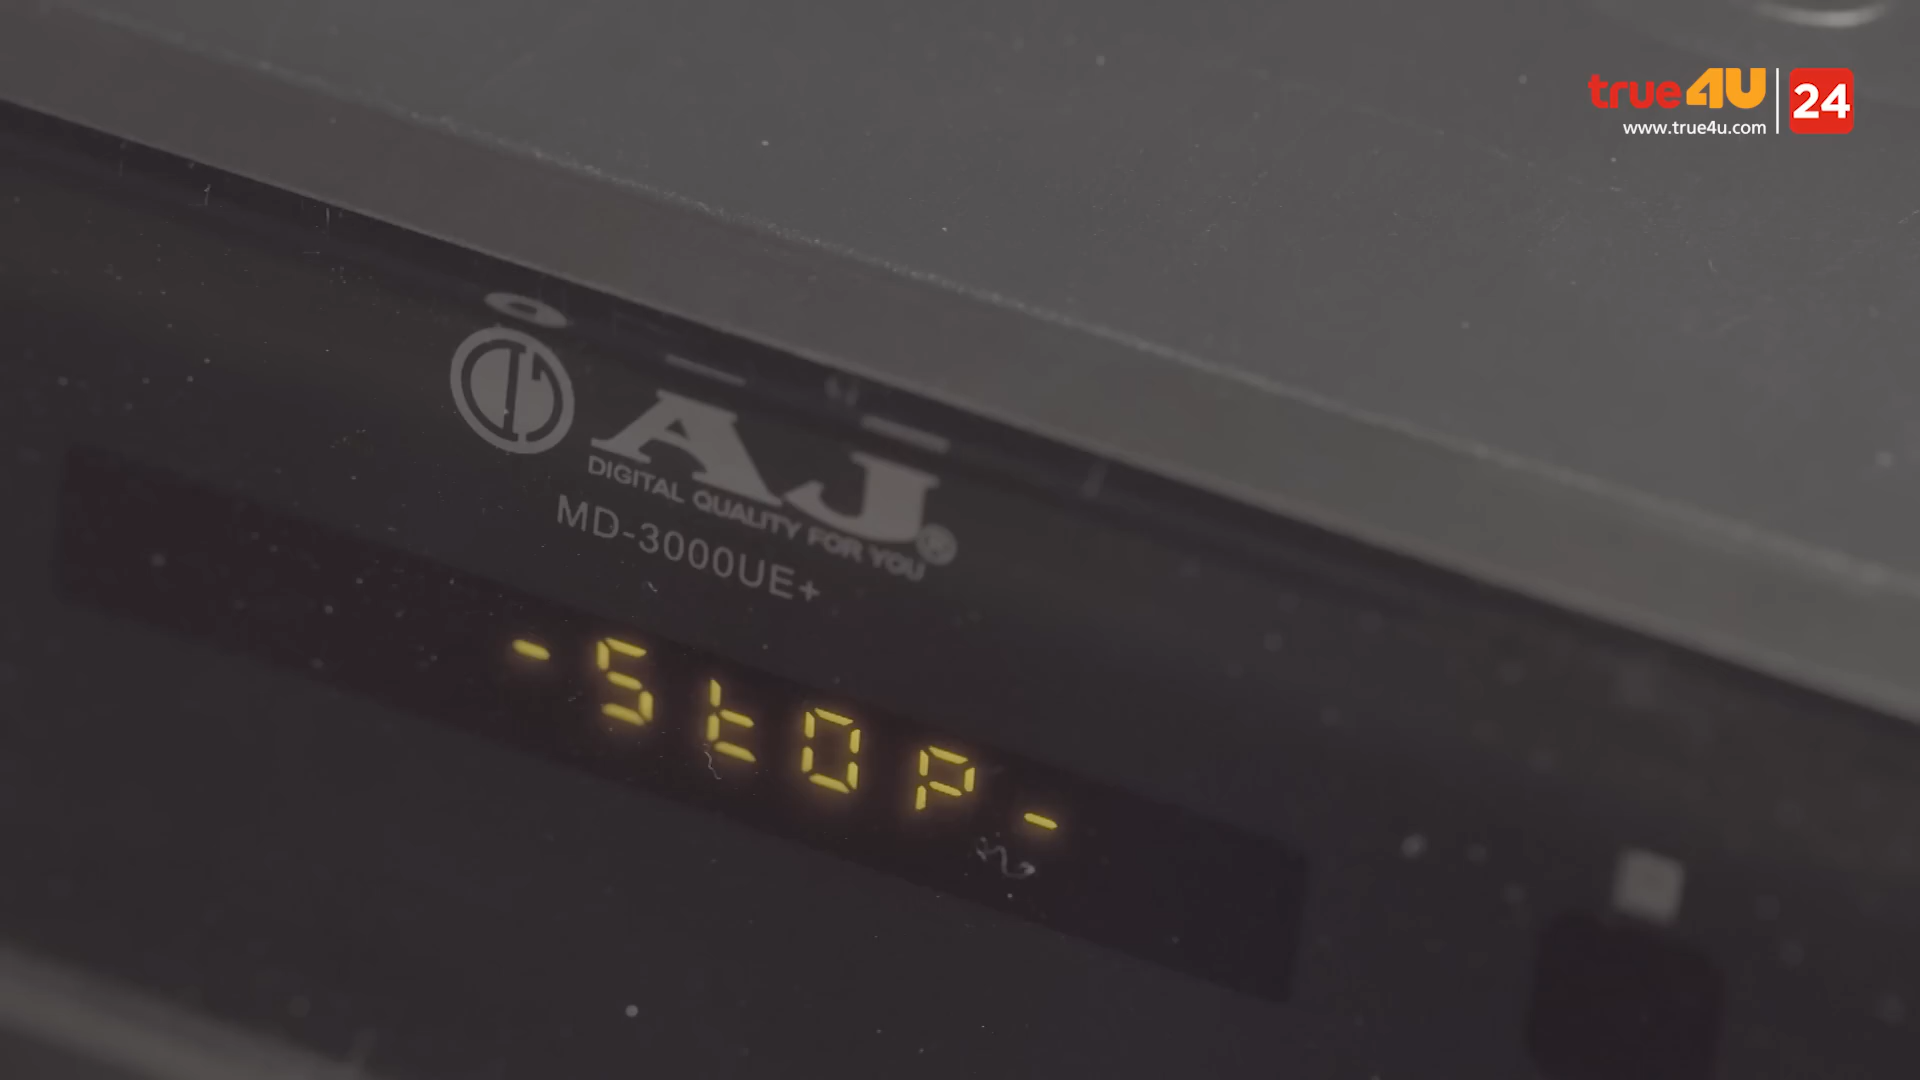 true4U 24
www.true4u.com
AJ®
DIGITAL QUALITY FOR YOU
MD-3000UE+
-StOP-